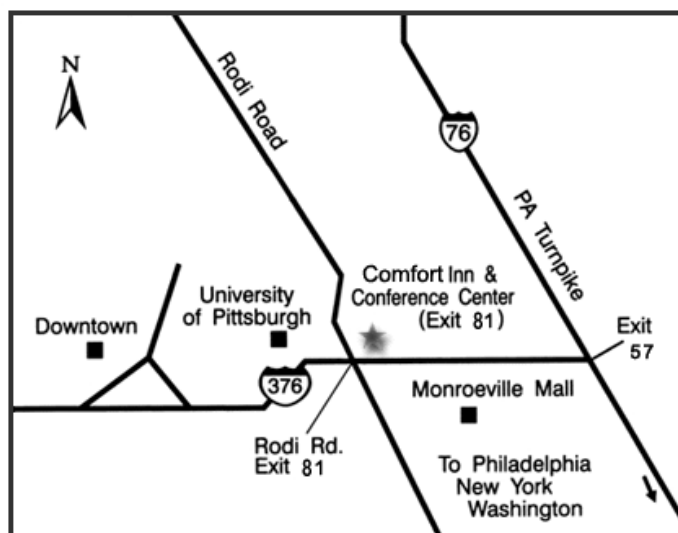 N
Rodi Road
76
PA Turnpike
Comfort Inn &
Conference Center
(Exit 81)
University
of Pittsburgh
Downtown
Exit
57
376
Monroeville Mall
Rodi Rd.
Exit 81
To Philadelphia
New York
Washington